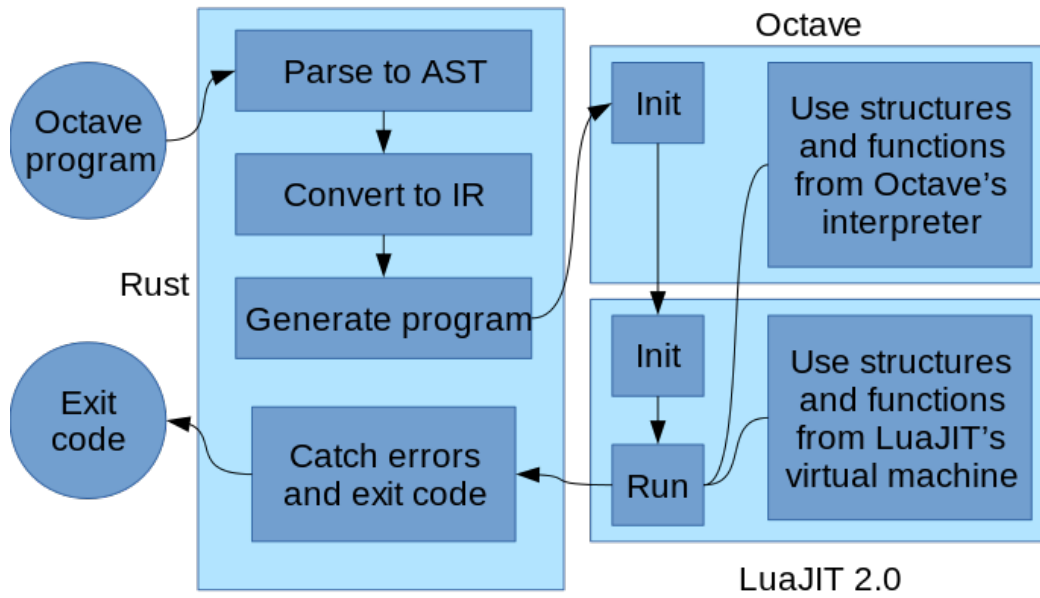 Octave
program
Rust
Exit
code
Parse to AST
Convert to IR
Generate program
Catch errors
and exit code
Octave
Init
Use structures
and functions
from Octave’s
interpreter
Init
Run
Use structures
and functions
from LuaJIT’s
virtual machine
LuaJIT 2.0